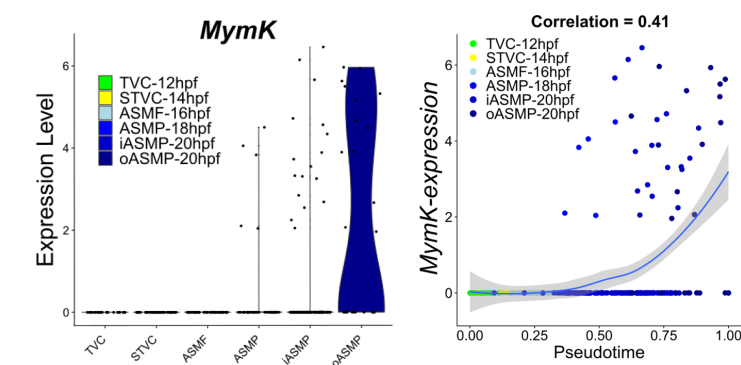 MymK
Expression Level
6
4
2
0
TVC-12hpf
STVC-14hpf
ASMF-16hpf
ASMP-18hpf
iASMP-20hpf
oASMP-20hpf
TVC
STVC
ASMF
ASMP
iASMP
oASMP
Correlation = 0.41
MymK-expression
6
4
2
0
TVC-12hpf
STVC-14hpf
ASMF-16hpf
ASMP-18hpf
iASMP-20hpf
oASMP-20hpf
0.00
0.25
0.50
0.75
1.00
Pseudotime